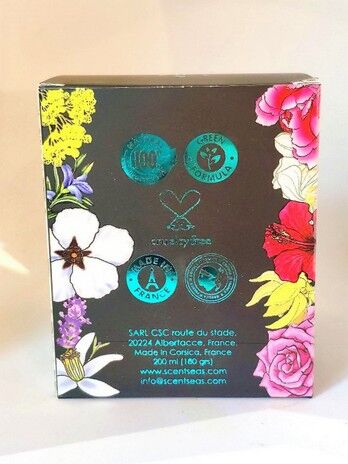 100
GREEN
FORMULA
cruelty free
MADE IN
FRANCE
SARL CSC route du stade,
20224 Albertacce, France.
Made In Corsica, France
200 ml (180 grs)
www.scentseas.com
info@scentseas.com